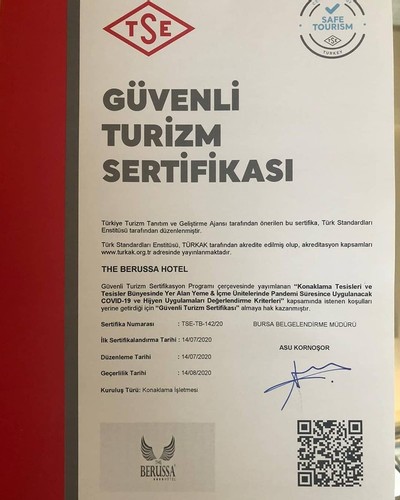 TSE
SAFE
TOURISM
TURKEY
GÜVENLİ
TURİZM
SERTİFİKASI
Türkiye Turizm Tanıtım ve Geliştirme Ajansı tarafından önerilen bu sertifika, Türk Standardları
Enstitüsü tarafından düzenlenmiştir.
Türk Standardları Enstitüsü, TÜRKAK tarafından akredite edilmiş olup, akreditasyon kapsamları
www.turkak.org.tr adresinde yayınlanmaktadır.
THE BERUSSA HOTEL
Güvenli Turizm Sertifikasyon Programı çerçevesinde yayımlanan "Konaklama Tesisleri ve
Tesisler Bünyesinde Yer Alan Yeme & İçme Ünitelerinde Pandemi Süresince Uygulanacak
COVID-19 ve Hijyen Uygulamaları Değerlendirme Kriterleri" kapsamında istenen koşulları
yerine getirdiği için "Güvenli Turizm Sertifikası" almaya hak kazanmıştır.
Sertifika Numarası : TSE-TB-142/20 BURSA BELGELENDİRME MÜDÜRÜ
İlk Sertifikalandırma Tarihi : 14/07/2020 ASU KORNOŞOR
Düzenleme Tarihi : 14/07/2020
Geçerlilik Tarihi : 14/08/2020
Kuruluş Türü: Konaklama İşletmesi
THE
BERUSSA
HOTEL